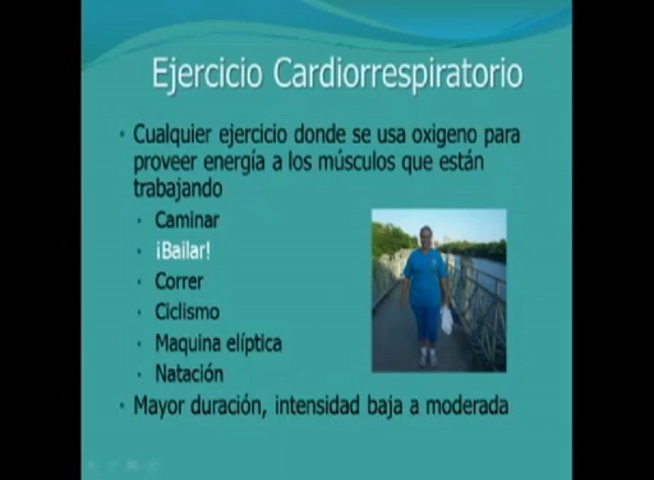 Ejercicio Cardiorrespiratorio
• Cualquier ejercicio donde se usa oxigeno para
proveer energía a los músculos que están
trabajando
• Caminar
• ¡Bailar!
• Correr
• Ciclismo
• Maquina elíptica
• Natación
• Mayor duración, intensidad baja a moderada